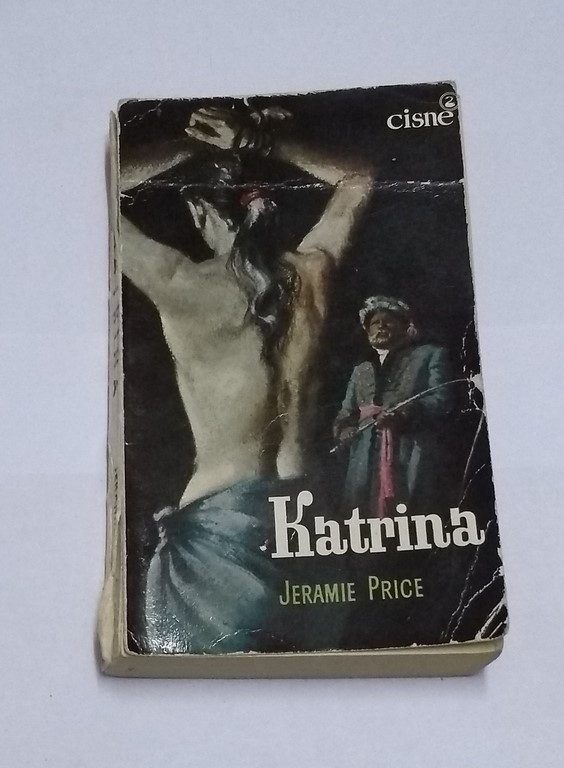 2
cisne
Katrina
JERAMIE PRICE